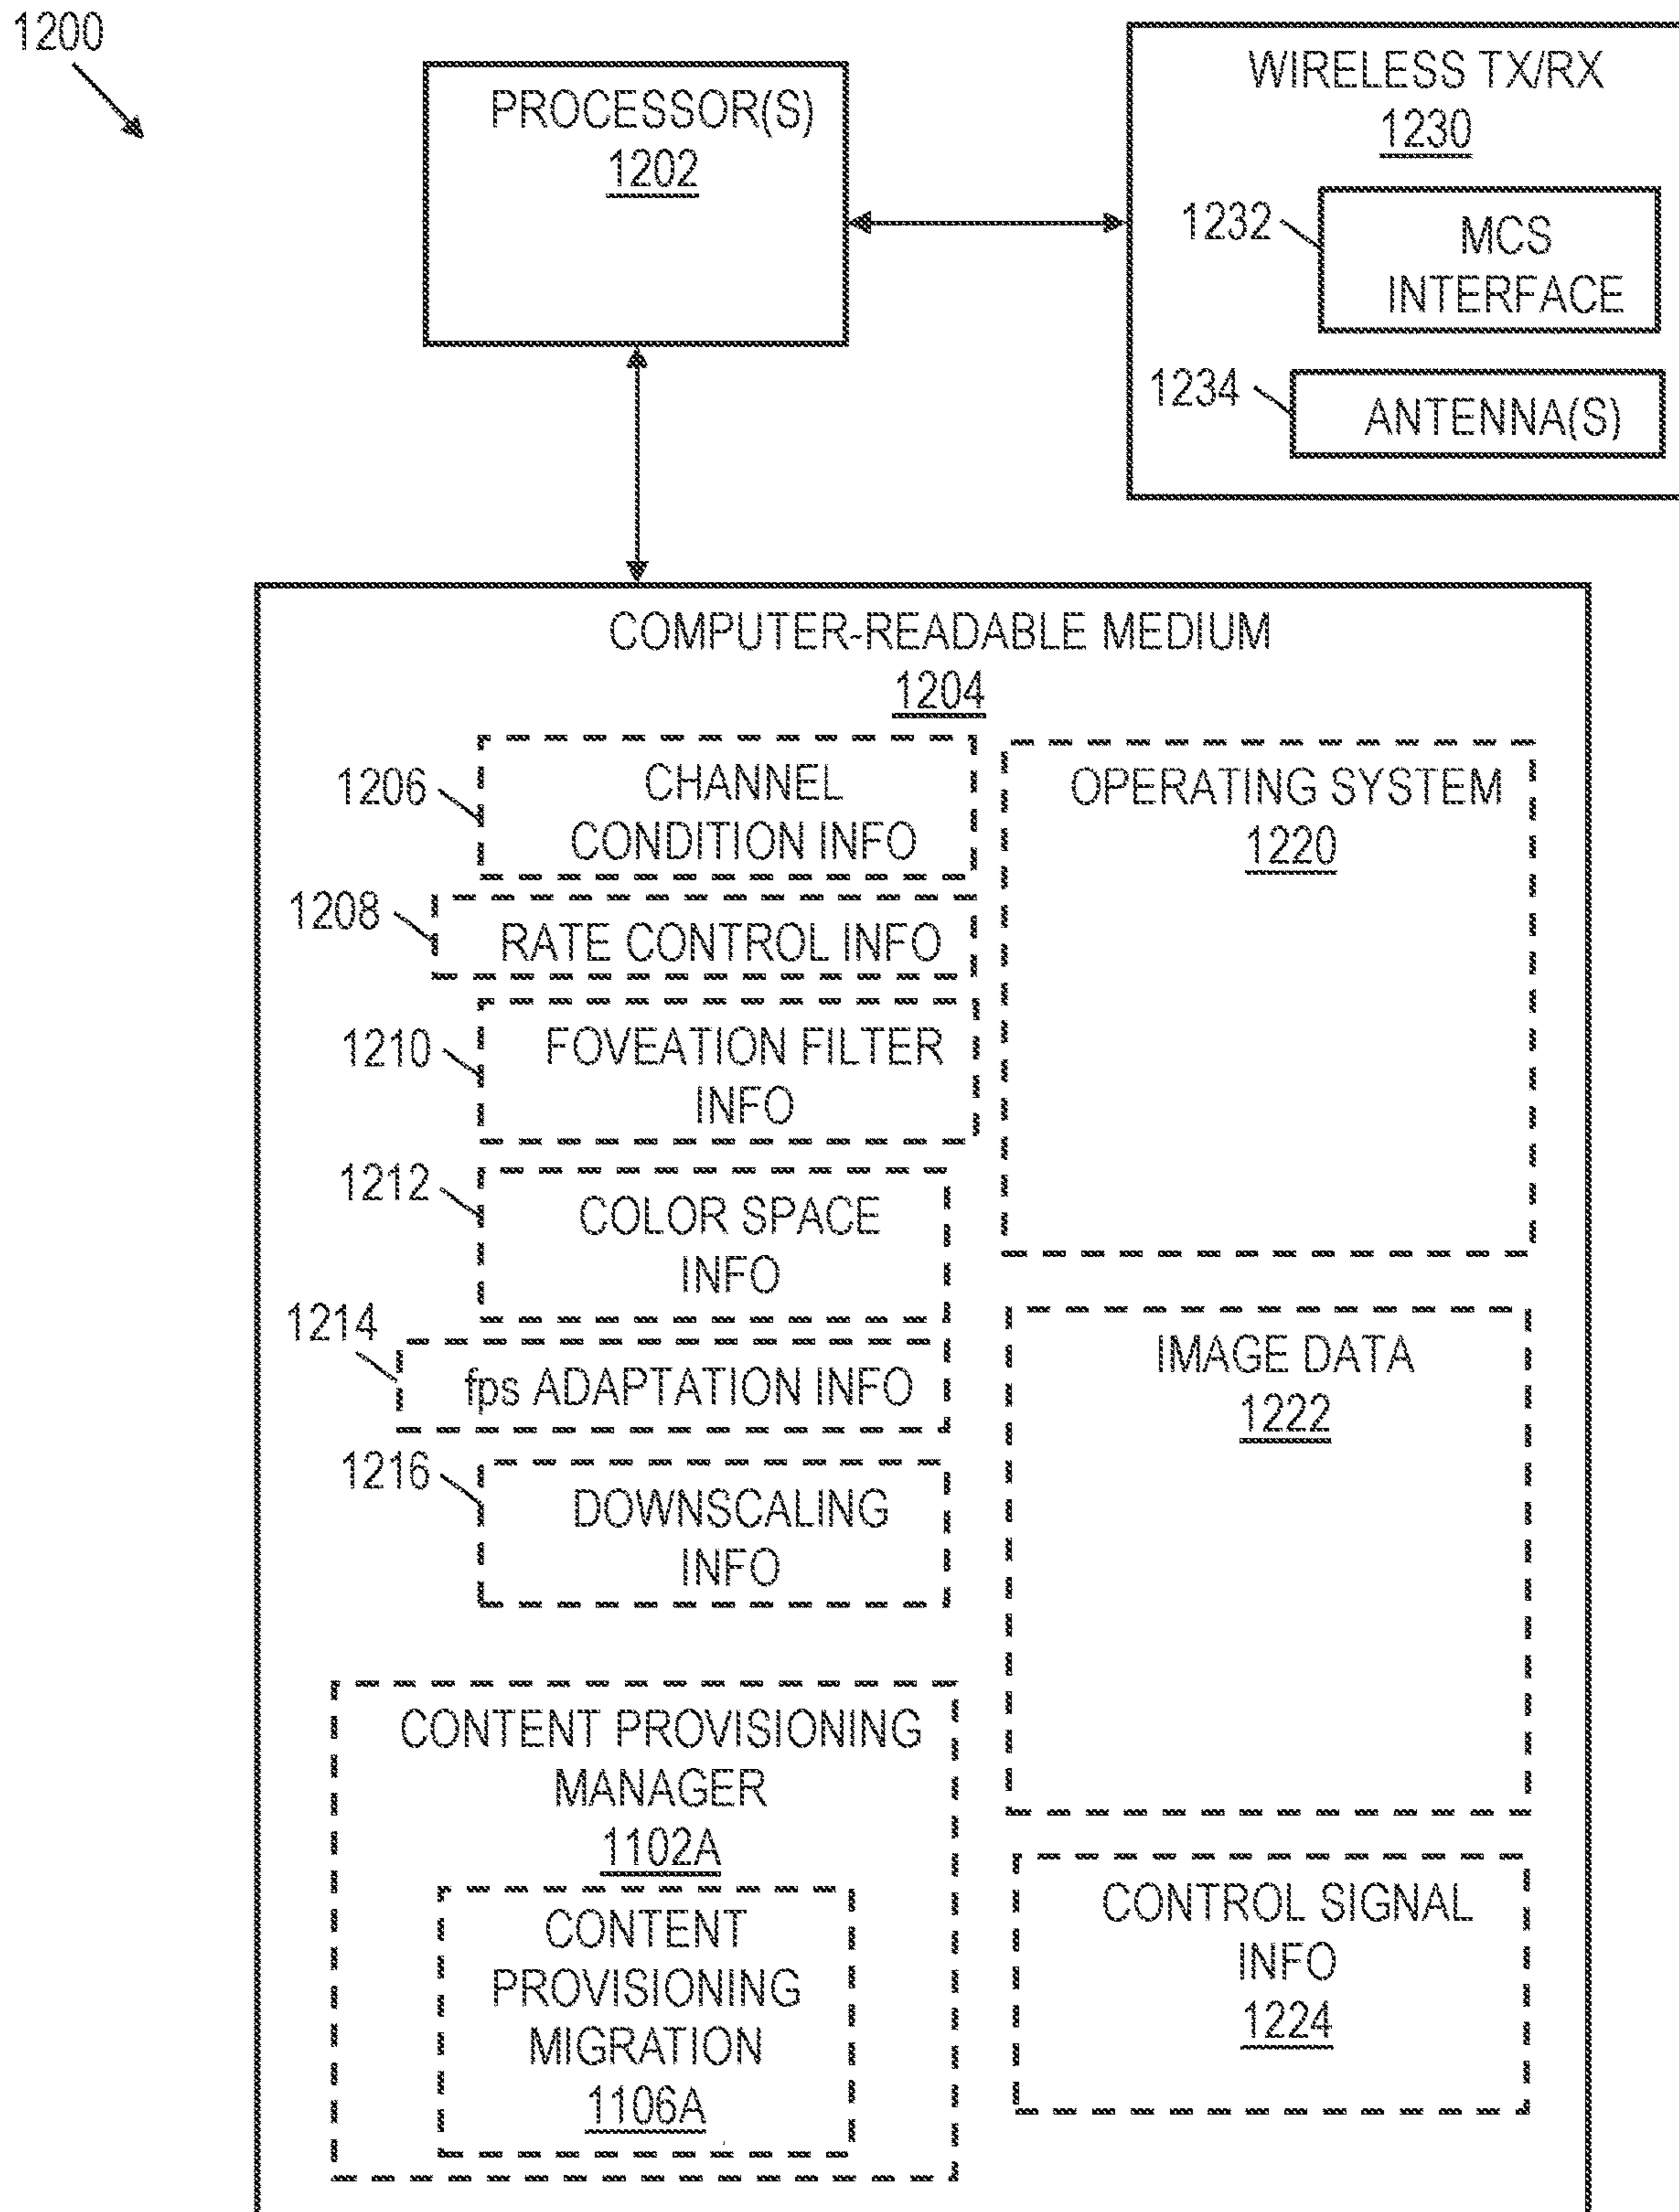 1200
PROCESSOR(S)
1202
WIRELESS TX/RX
1230
1232
MCS
INTERFACE
1234
ANTENNA(S)
COMPUTER-READABLE MEDIUM
1204
1206
CHANNEL
CONDITION INFO
1208
RATE CONTROL INFO
1210
FOVEATION FILTER
INFO
1212
COLOR SPACE
INFO
1214
fps ADAPTATION INFO
1216
DOWNSCALING
INFO
CONTENT PROVISIONING
MANAGER
1102A
CONTENT
PROVISIONING
MIGRATION
1106A
OPERATING SYSTEM
1220
IMAGE DATA
1222
CONTROL SIGNAL
INFO
1224